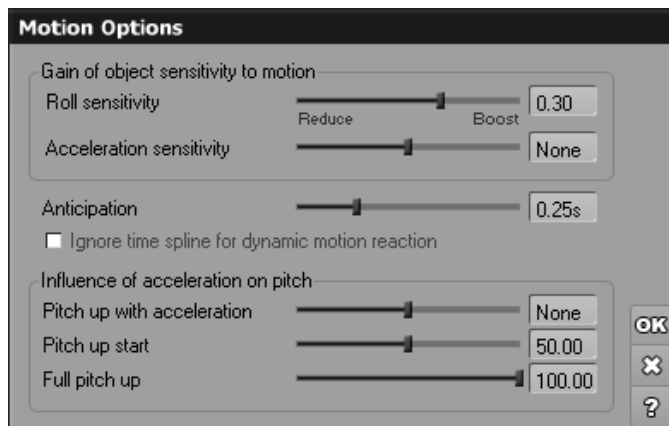 Motion Options
Gain of object sensitivity to motion
Roll sensitivity 0.30
Reduce Boost
Acceleration sensitivity None
Anticipation 0.25s
Ignore time spline for dynamic motion reaction
Influence of acceleration on pitch
Pitch up with acceleration None
OK
Pitch up start 50.00
Full pitch up 100.00
?